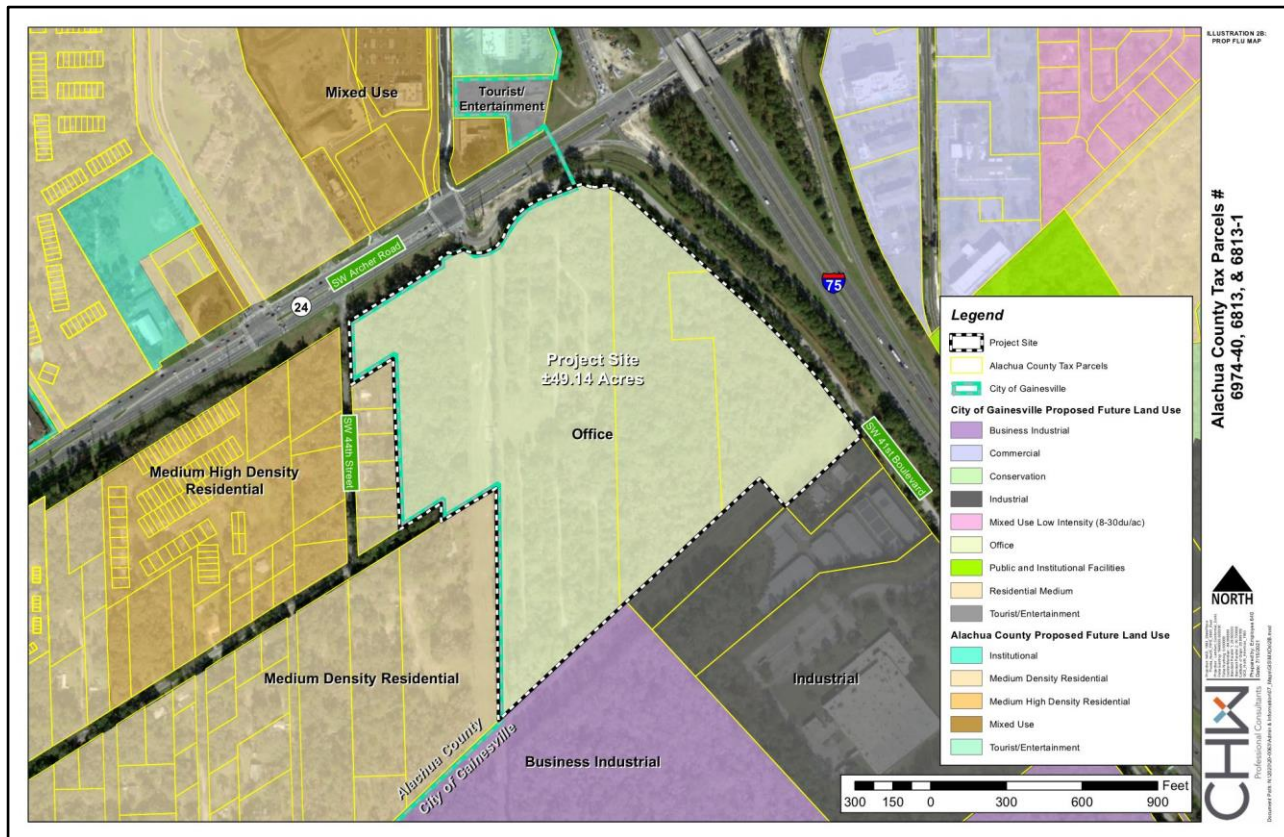 ILLUSTRATION 2B:
PROP FLU MAP
Mixed Use
Tourist/
Entertainment
SW Archer Road
24
75
Project Site
±49.14 Acres
Office
SW 44th Street
SW 41st Boulevard
Medium High Density
Residential
Medium Density Residential
Industrial
Alachua County
City of Gainesville
Business Industrial
Legend
Project Site
Alachua County Tax Parcels
City of Gainesville
City of Gainesville Proposed Future Land Use
Business Industrial
Commercial
Conservation
Industrial
Mixed Use Low Intensity (8-30du/ac)
Office
Public and Institutional Facilities
Residential Medium
Tourist/Entertainment
Alachua County Proposed Future Land Use
Institutional
Medium Density Residential
Medium High Density Residential
Mixed Use
Tourist/Entertainment
Feet
300 150 0 300 600 900
Alachua County Tax Parcels #
6974-40, 6813, & 6813-1
NORTH
CHW
Professional Consultants